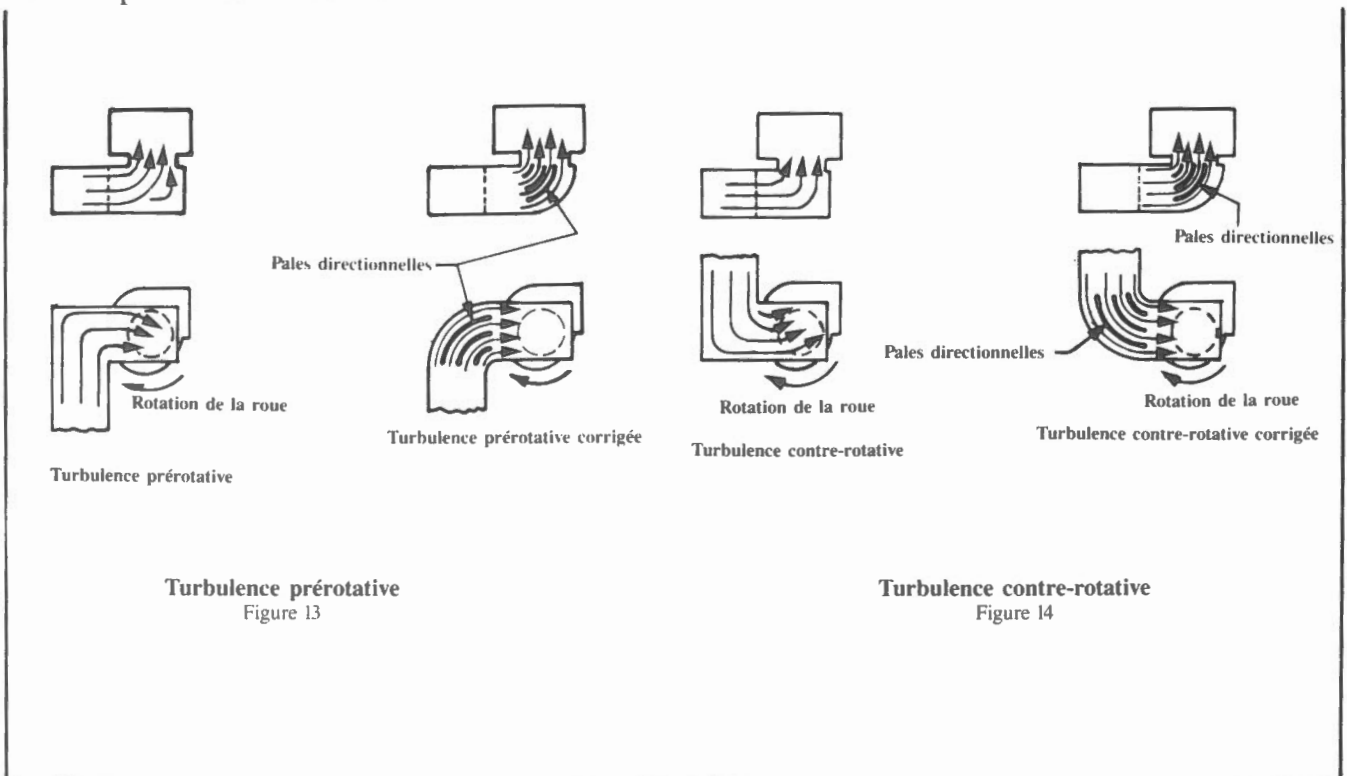 Pales directionnelles
Rotation de la roue
Turbulence prérotative corrigée
Turbulence prérotative
Pales directionnelles
Pales directionnelles
Rotation de la roue
Rotation de la roue
Turbulence contre-rotative
Turbulence contre-rotative corrigée
Turbulence prérotative
Figure 13
Turbulence contre-rotative
Figure 14